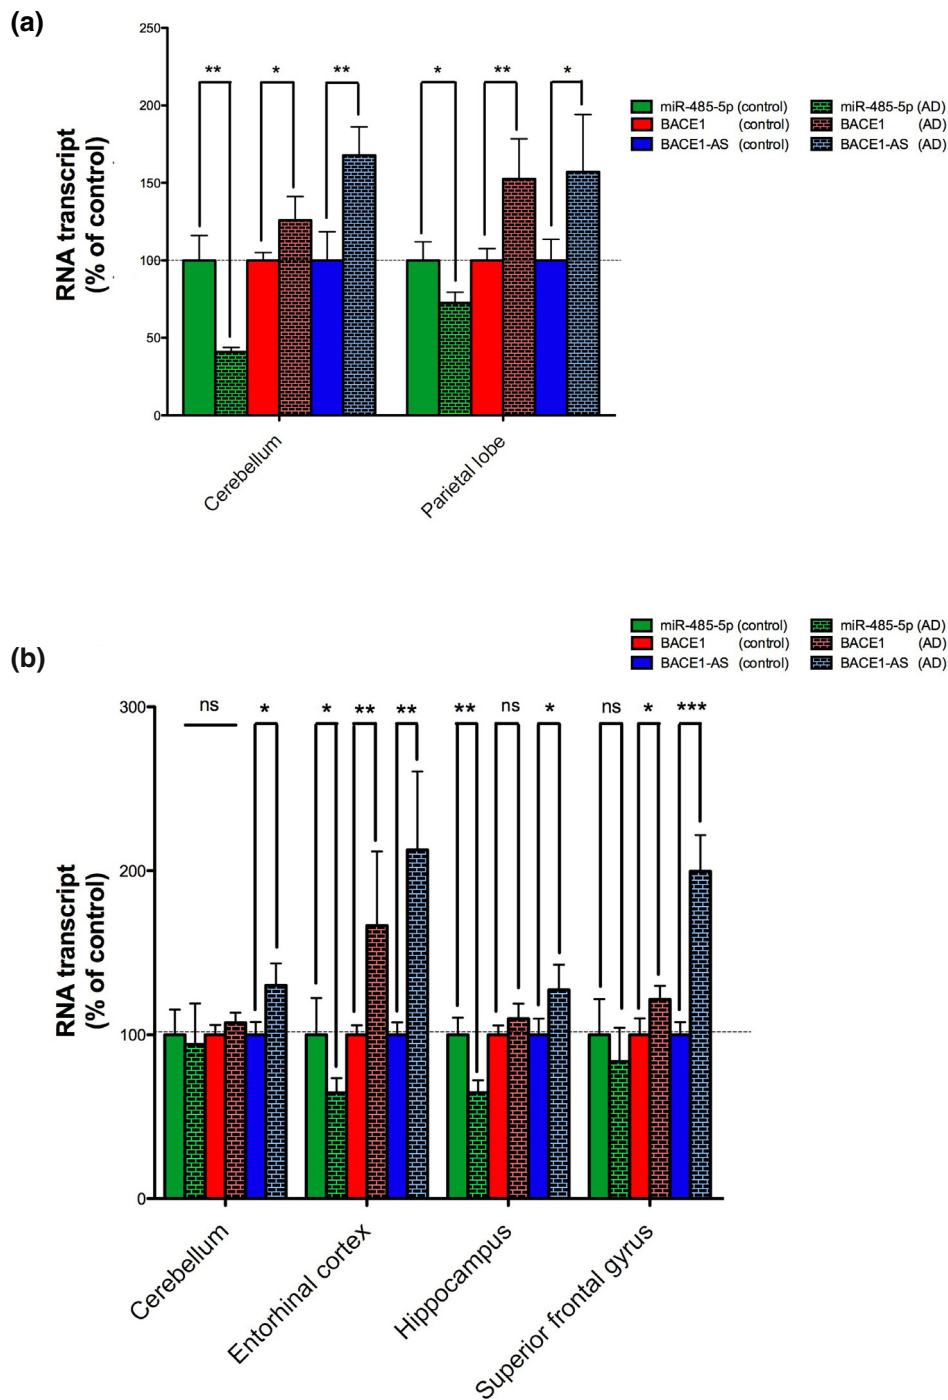 (a)
250
200
150
100
50
0
RNA transcript
(% of control)
** * ** * ** *
miR-485-5p (control) miR-485-5p (AD)
BACE1 (control) BACE1 (AD)
BACE1-AS (control) BACE1-AS (AD)
Cerebellum Parietal lobe
(b)
miR-485-5p (control) miR-485-5p (AD)
BACE1 (control) BACE1 (AD)
BACE1-AS (control) BACE1-AS (AD)
300
200
100
0
RNA transcript
(% of control)
ns * * ** ** ** ns * ns * ***
Cerebellum Entorhinal cortex Hippocampus Superior frontal gyrus